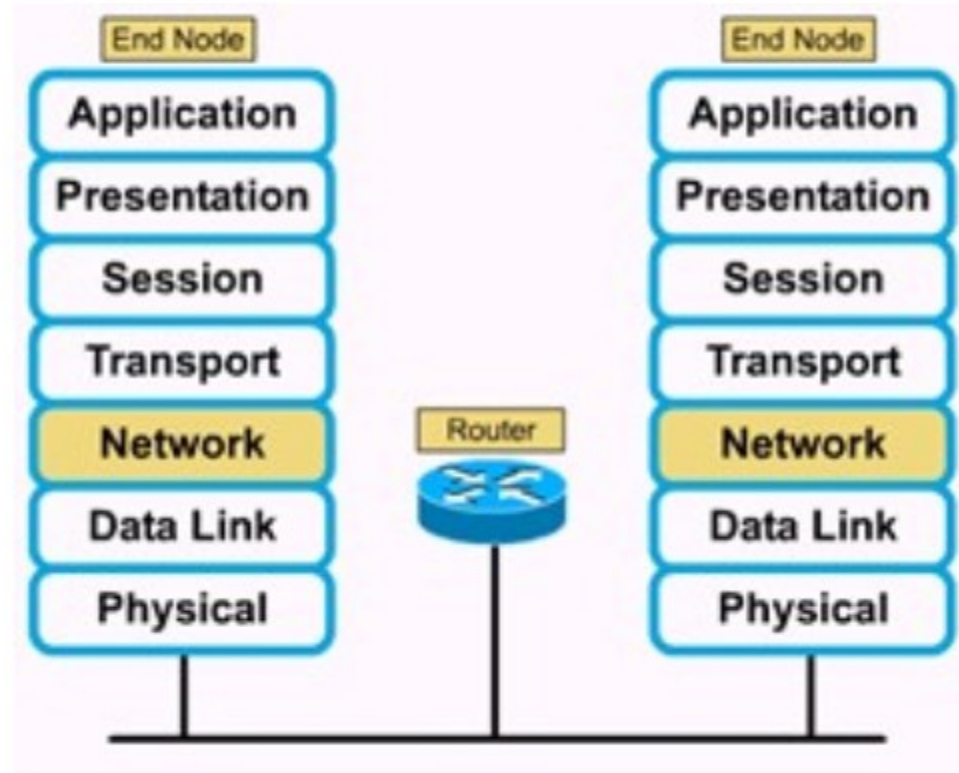 End Node
Application
Presentation
Session
Transport
Network
Data Link
Physical
Router
End Node
Application
Presentation
Session
Transport
Network
Data Link
Physical